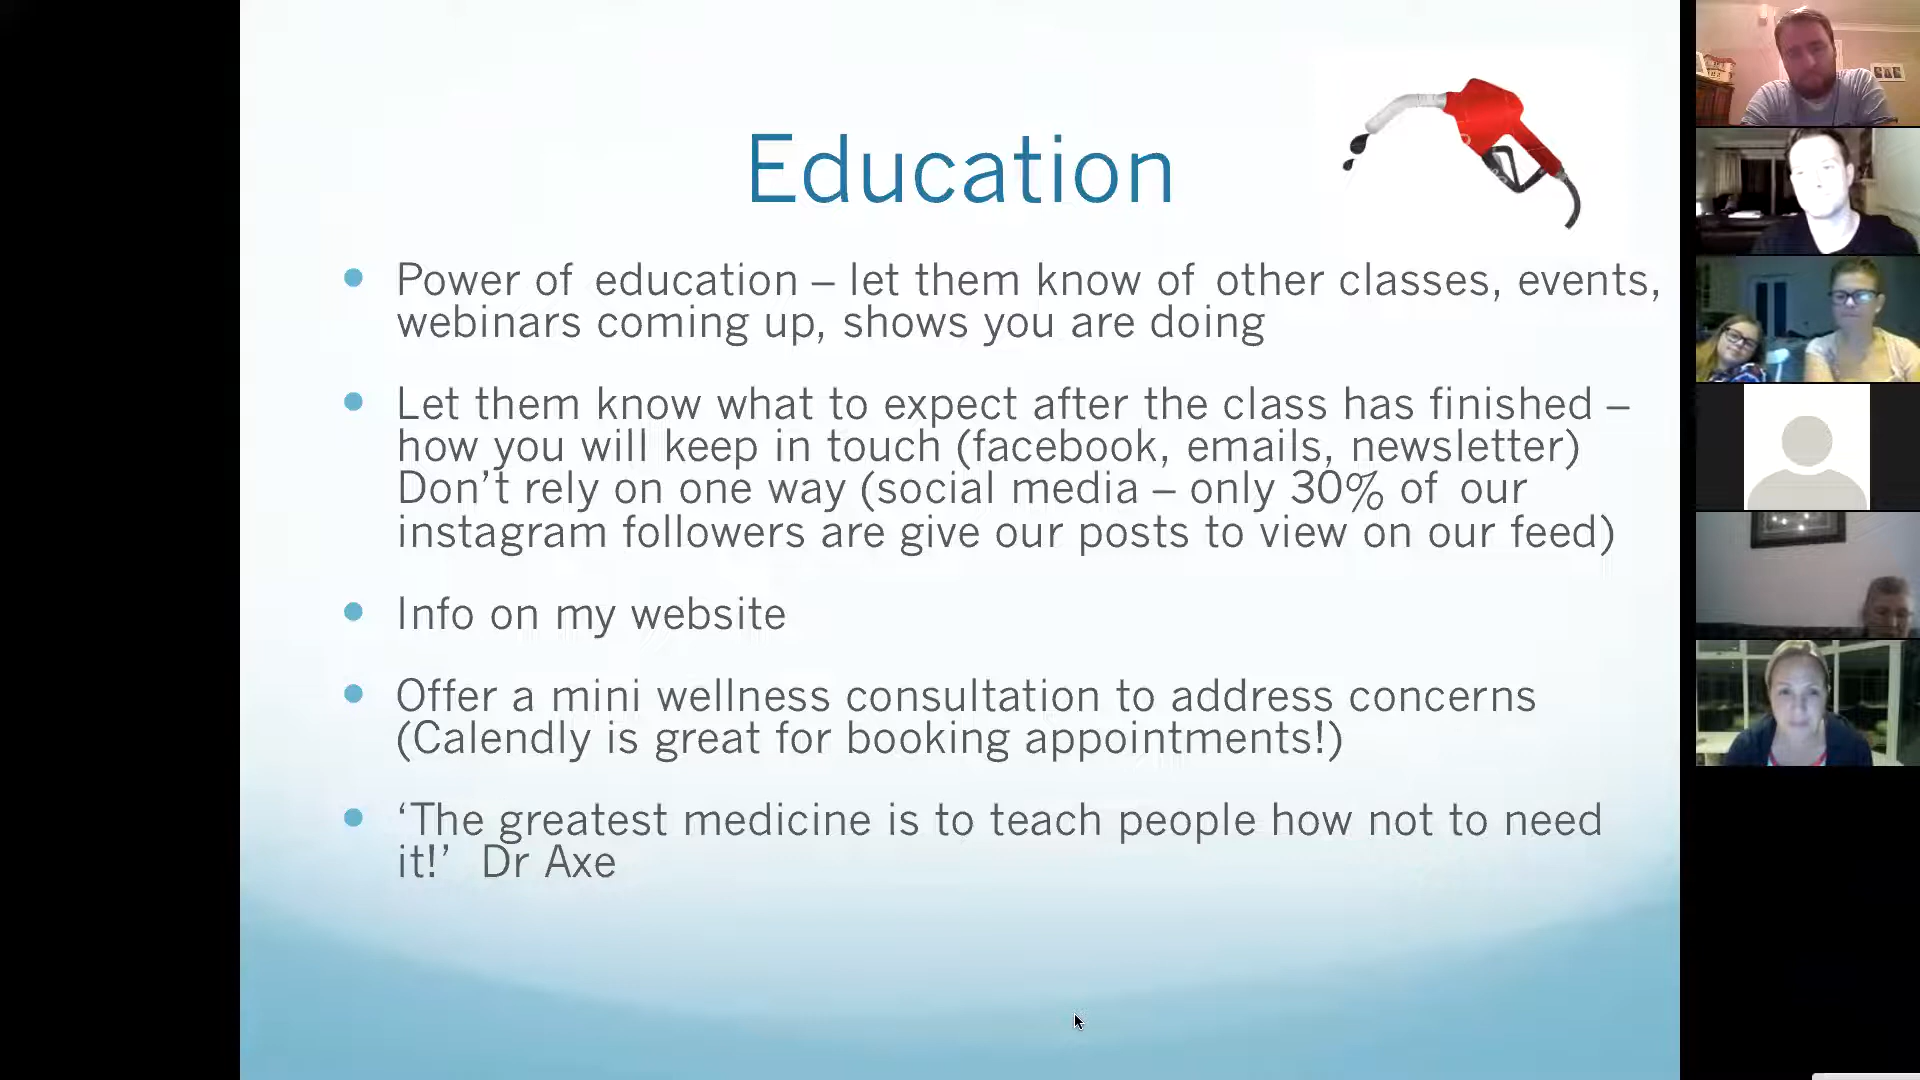 Education
• Power of education – let them know of other classes, events,
webinars coming up, shows you are doing
• Let them know what to expect after the class has finished –
how you will keep in touch (facebook, emails, newsletter)
Don’t rely on one way (social media – only 30% of our
instagram followers are give our posts to view on our feed)
• Info on my website
• Offer a mini wellness consultation to address concerns
(Calendly is great for booking appointments!)
• ‘The greatest medicine is to teach people how not to need
it!’ Dr Axe